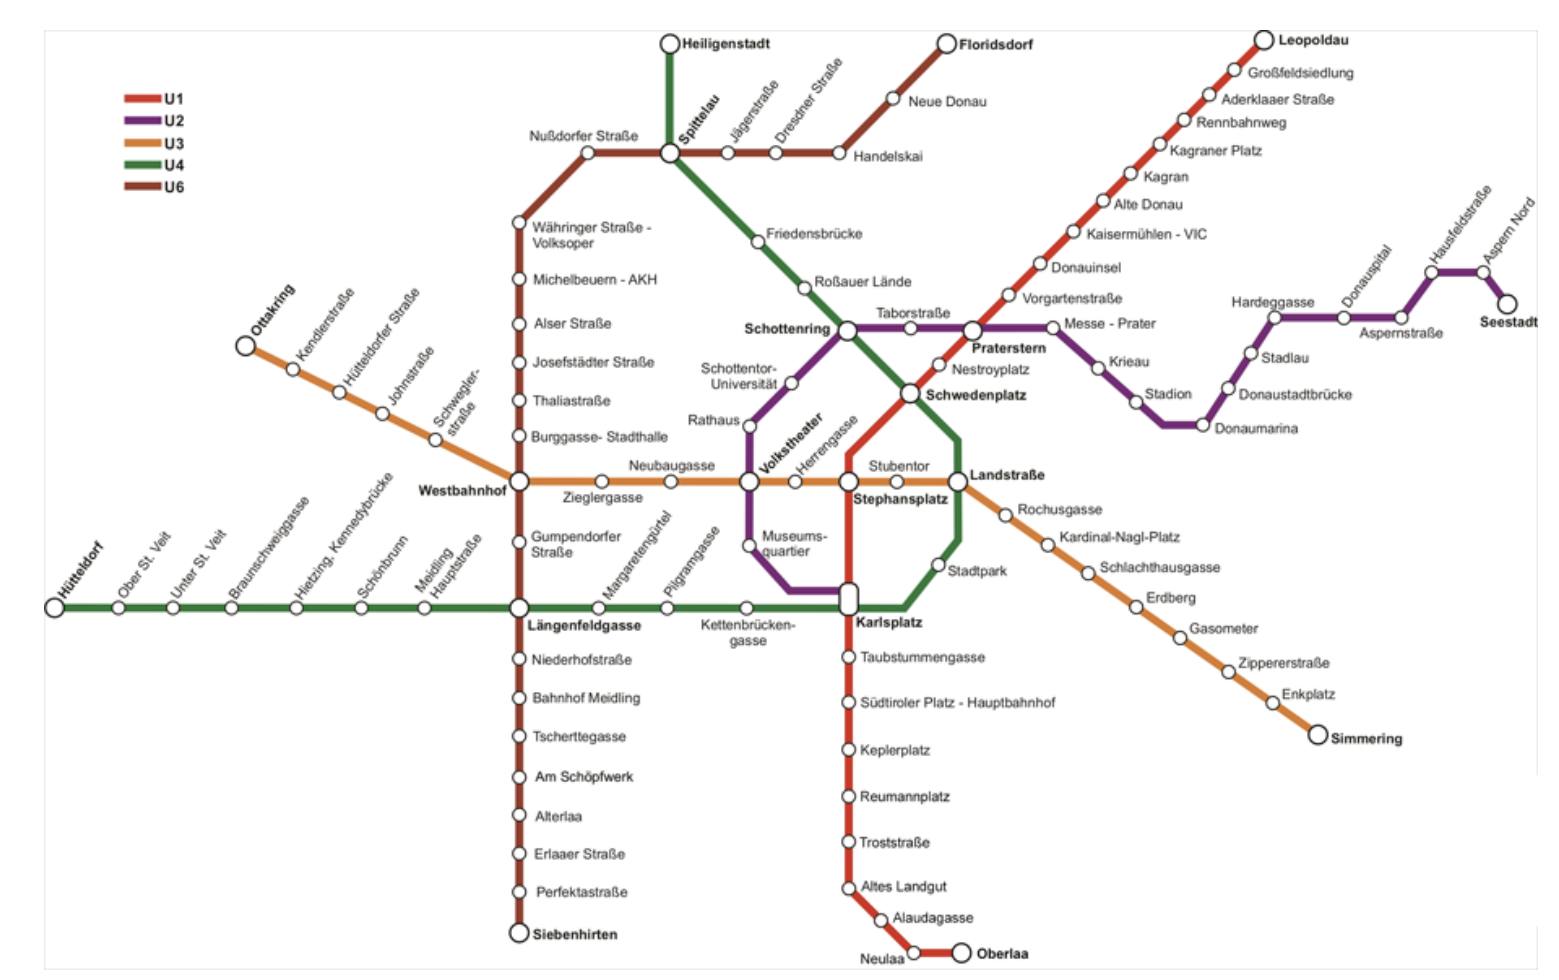 Heiligenstadt
Floridsdorf
Leopoldau
Großfeldsiedlung
Aderklaaer Straße
Rennbahnweg
Kagraner Platz
Kagran
Alte Donau
Kaisermühlen - VIC
Donauinsel
Vorgartenstraße
U1
U2
U3
U4
U6
Neue Donau
Handelskai
Dresdner Straße
Jägerstraße
Spittelau
Nußdorfer Straße
Währinger Straße -
Volksoper
Michelbeuern - AKH
Alser Straße
Josefstädter Straße
Thaliastraße
Burggasse- Stadthalle
Friedensbrücke
Roßauer Lände
Schottenring
Taborstraße
Praterstern
Messe - Prater
Krieau
Stadion
Donaumarina
Donaustadtbrücke
Stadlau
Hardeggasse
Donauspital
Aspernstraße
Hausfeldstraße
Aspern Nord
Seestadt
Nestroyplatz
Schwedenplatz
Schottentor-
Universität
Rathaus
Volkstheater
Herrengasse
Stephansplatz
Stubentor
Landstraße
Ottakring
Kendlerstraße
Hütteldorfer Straße
Johnstraße
Schwegler-
straße
Westbahnhof
Zieglergasse
Neubaugasse
Rochusgasse
Kardinal-Nagl-Platz
Schlachthausgasse
Erdberg
Gasometer
Zippererstraße
Enkplatz
Simmering
Gumpendorfer
Straße
Museums-
quartier
Stadtpark
Hütteldorf
Ober St. Veit
Unter St. Veit
Braunschweiggasse
Hietzing, Kennedybrücke
Schönbrunn
Meidling
Hauptstraße
Längenfeldgasse
Margaretengürtel
Pilgramgasse
Kettenbrücken-
gasse
Karlsplatz
Niederhofstraße
Bahnhof Meidling
Tscherttegasse
Am Schöpfwerk
Alterlaa
Erlaaer Straße
Perfektastraße
Siebenhirten
Taubstummengasse
Südtiroler Platz - Hauptbahnhof
Keplerplatz
Reumannplatz
Troststraße
Altes Landgut
Alaudagasse
Neulaa
Oberlaa